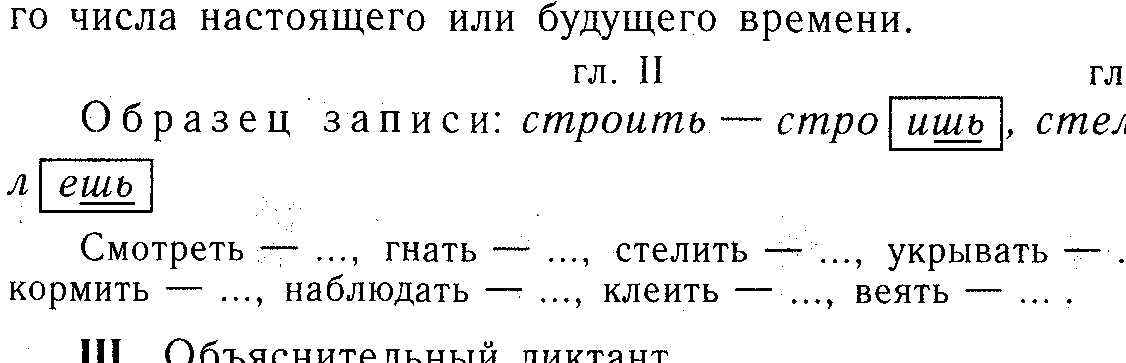 го числа настоящего или будущего времени.
гл. II гл
Образец записи: строить — стро ишь, стел
л ешь
Смотреть — ..., гнать — ..., стелить — ..., укрывать — .
кормить — ..., наблюдать — ..., клеить — ..., веять — ... .
III Объяснительный диктант